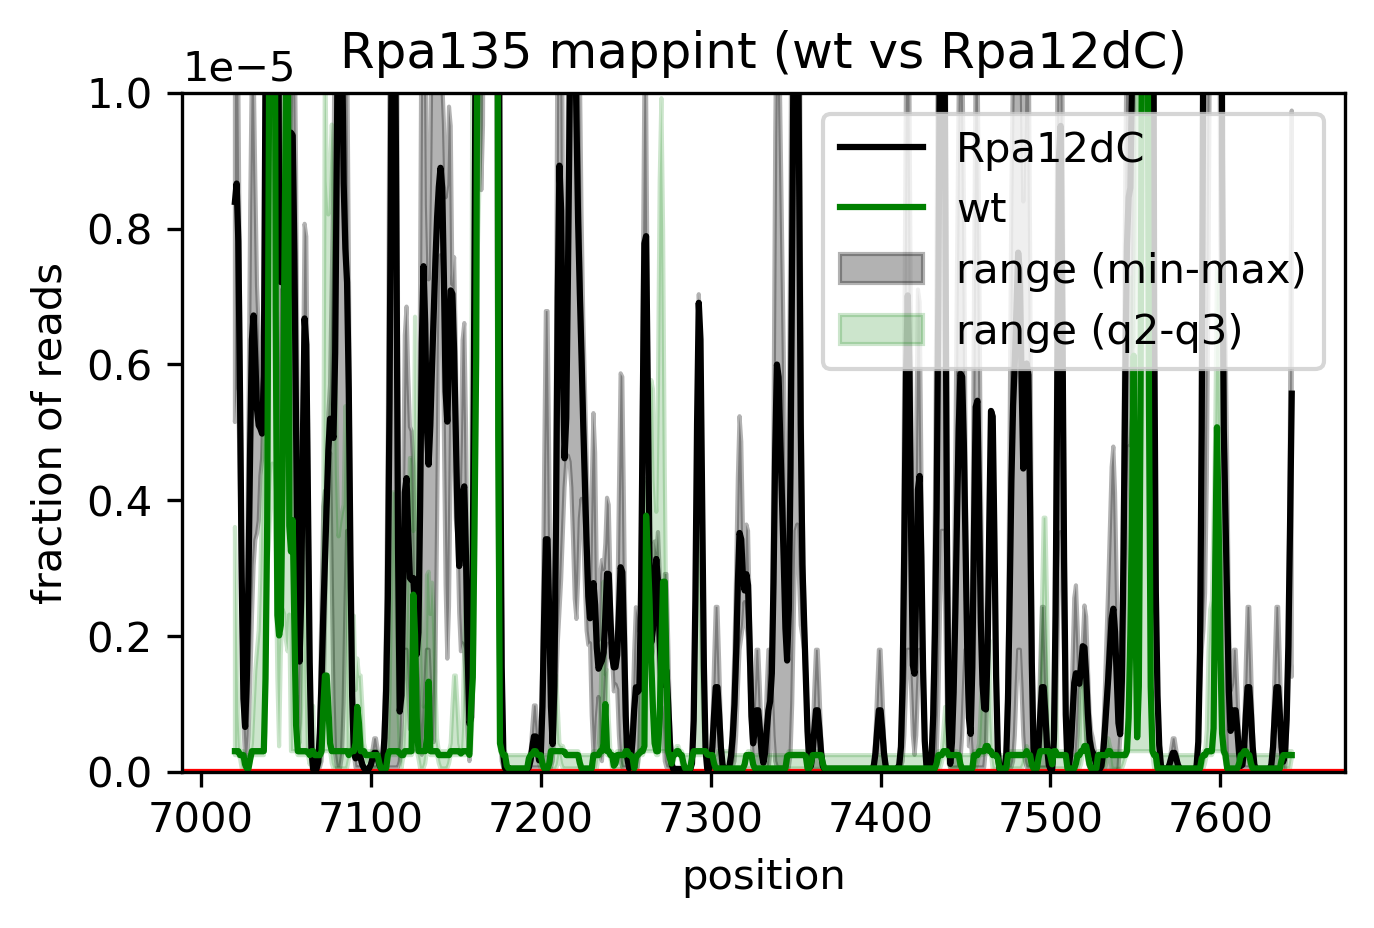 Rpa135 mappint (wt vs Rpa12dC)
1e−5
1.0
0.8
0.6
0.4
0.2
0.0
fraction of reads
Rpa12dC
wt
range (min-max)
range (q2-q3)
7000 7100 7200 7300 7400 7500 7600
position